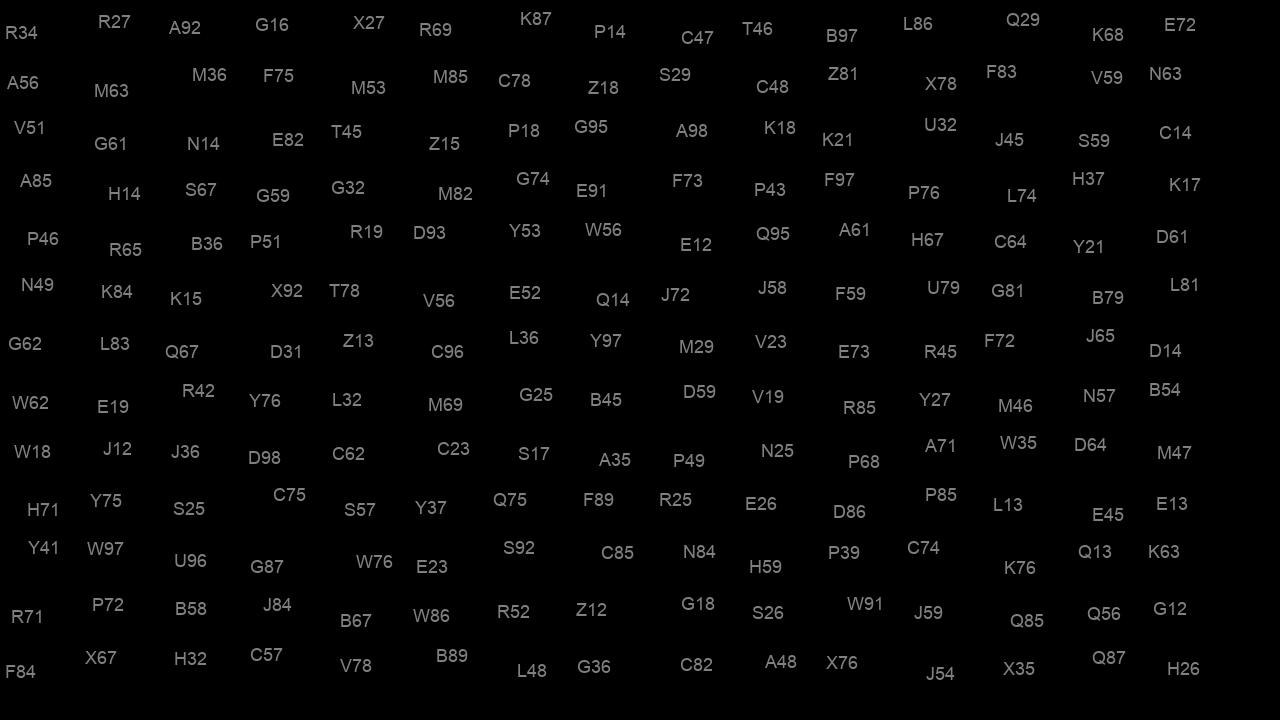 R34 R27 A92 G16 X27 R69 K87 P14 C47 T46 B97 L86 Q29 K68 E72
A56 M63 M36 F75 M53 M85 C78 Z18 S29 C48 Z81 X78 F83 V59 N63
V51 G61 N14 E82 T45 Z15 P18 G95 A98 K18 K21 U32 J45 S59 C14
A85 H14 S67 G59 G32 M82 G74 E91 F73 P43 F97 P76 L74 H37 K17
P46 R65 B36 P51 R19 D93 Y53 W56 E12 Q95 A61 H67 C64 Y21 D61
N49 K84 K15 X92 T78 V56 E52 Q14 J72 J58 F59 U79 G81 B79 L81
G62 L83 Q67 D31 Z13 C96 L36 Y97 M29 V23 E73 R45 F72 J65 D14
W62 E19 R42 Y76 L32 M69 G25 B45 D59 V19 R85 Y27 M46 N57 B54
W18 J12 J36 D98 C62 C23 S17 A35 P49 N25 P68 A71 W35 D64 M47
H71 Y75 S25 C75 S57 Y37 Q75 F89 R25 E26 D86 P85 L13 E45 E13
Y41 W97 U96 G87 W76 E23 S92 C85 N84 H59 P39 C74 K76 Q13 K63
R71 P72 B58 J84 B67 W86 R52 Z12 G18 S26 W91 J59 Q85 Q56 G12
F84 X67 H32 C57 V78 B89 L48 G36 C82 A48 X76 J54 X35 Q87 H26